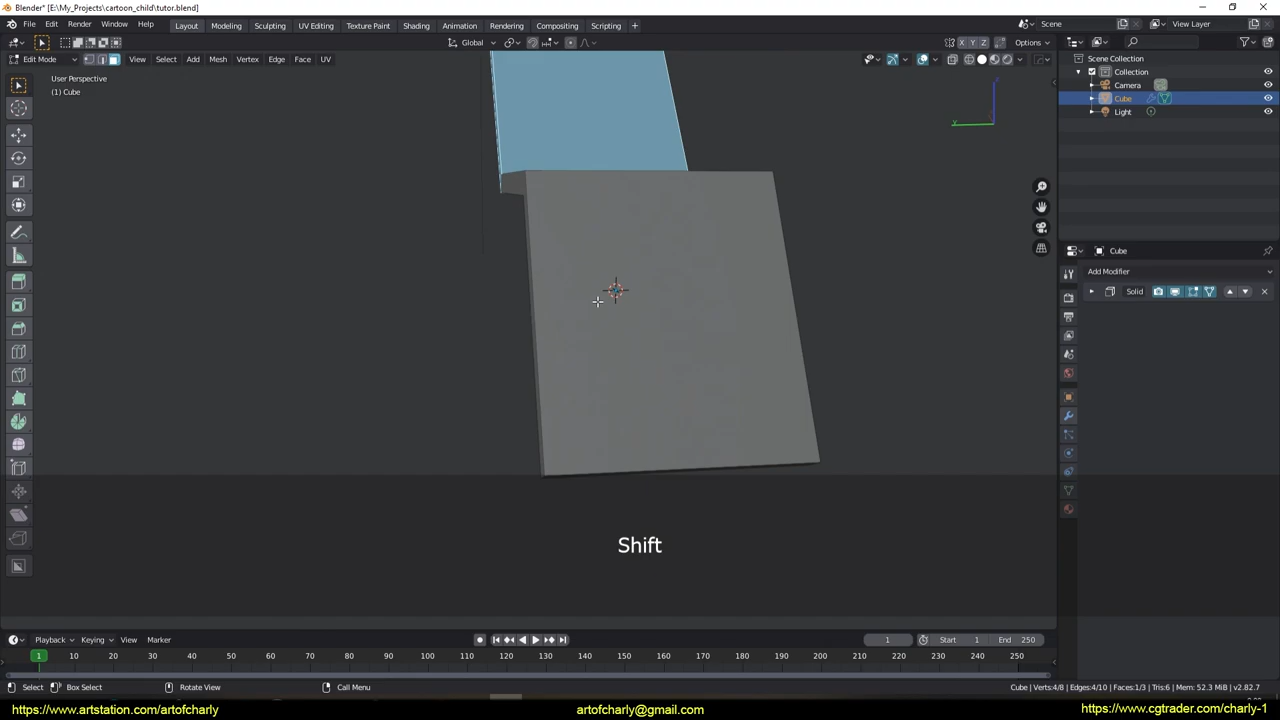 Blender* [E:\My_Projects\cartoon_child\tutor.blend]
File Edit Render Window Help Layout Modeling Sculpting UV Editing Texture Paint Shading Animation Rendering Compositing Scripting + Scene View Layer
Global X Y Z Options
Edit Mode View Select Add Mesh Vertex Edge Face UV
User Perspective
(1) Cube
Scene Collection
Collection
Camera
Cube
Light
Y
Cube
Add Modifier
Solid
Shift
Playback Keying View Marker 1 Start 1 End 250
1 10 20 30 40 50 60 70 80 90 100 110 120 130 140 150 160 170 180 190 200 210 220 230 240 250
Select Box Select Rotate View Call Menu Cube | Verts:4/8 | Edges:4/10 | Faces:1/3 | Tris:6 | Mem: 52.3 MiB | v2.82.7
https://www.artstation.com/artofcharly artofcharly@gmail.com https://www.cgtrader.com/charly-1